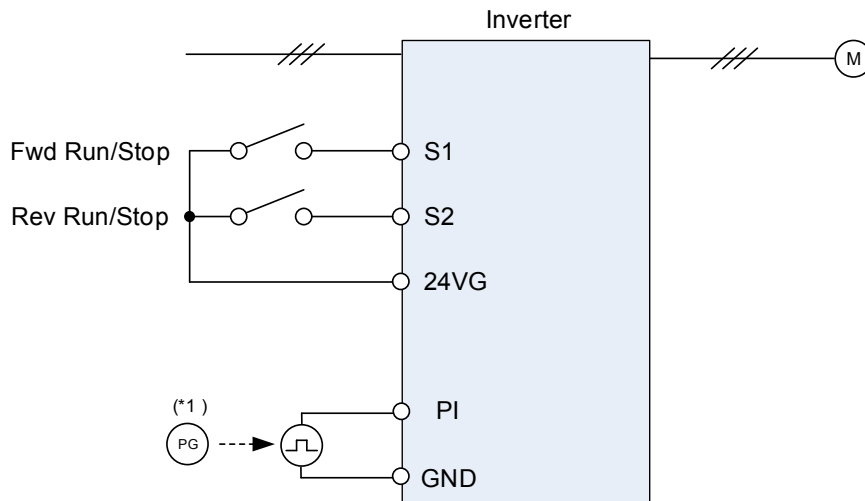 Inverter
M
Fwd Run/Stop
S1
Rev Run/Stop
S2
24VG
(*1 )
PG
PI
GND